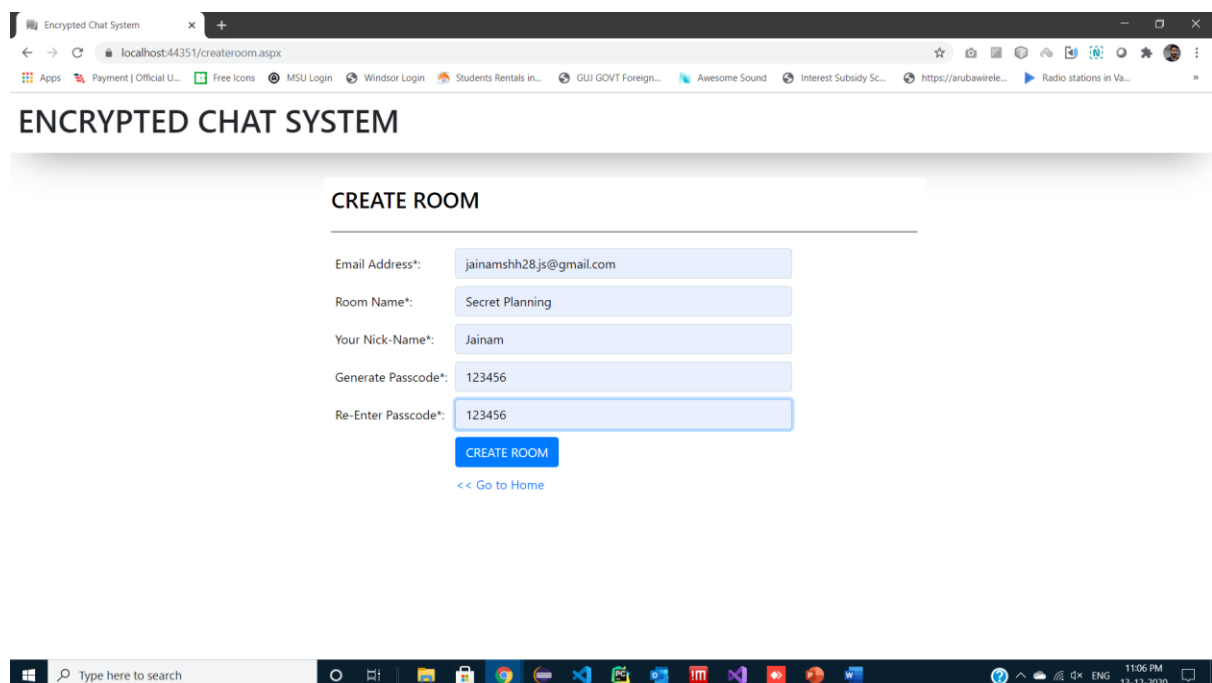 Encrypted Chat System
localhost:44351/createroom.aspx
Apps Payment | Official U... Free Icons MSU Login Windsor Login Students Rentals in... GUJ GOVT Foreign... Awesome Sound Interest Subsidy Sc... https://arubawirele... Radio stations in Va... »
ENCRYPTED CHAT SYSTEM
CREATE ROOM
Email Address*: jainamshh28.js@gmail.com
Room Name*: Secret Planning
Your Nick-Name*: Jainam
Generate Passcode*: 123456
Re-Enter Passcode*: 123456
CREATE ROOM
<< Go to Home
Type here to search
ENG
11:06 PM
13-12-2020